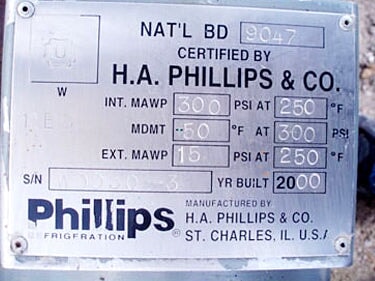 NAT'L BD 9047
U
CERTIFIED BY
H.A. PHILLIPS & CO.
W
INT. MAWP 300 PSI AT 250 °F
MDMT -50 °F AT 300 PSI
EXT. MAWP 15 PSI AT 250 °F
S/N YR BUILT 2000
Phillips
REFRIGERATION ®
MANUFACTURED BY
H.A. PHILLIPS & CO.
ST. CHARLES, IL. U.S.A